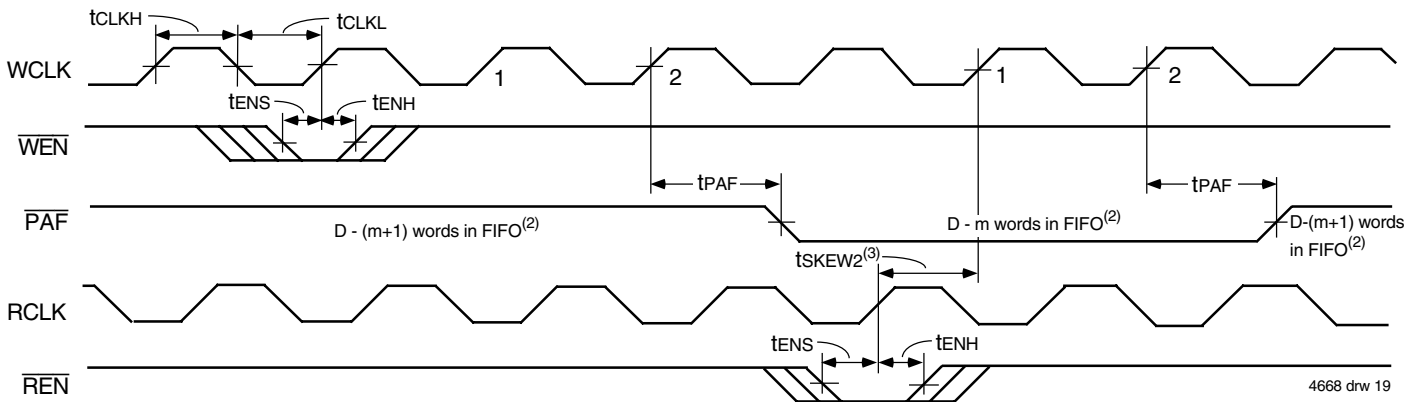 tCLKH
tCLKL
WCLK
1
2
1
2
tENS
tENH
WEN
tPAF
tPAF
PAF
D - (m+1) words in FIFO(2)
D - m words in FIFO(2)
D-(m+1) words
in FIFO(2)
tSKEW2(3)
RCLK
tENS
tENH
REN
4668 drw 19